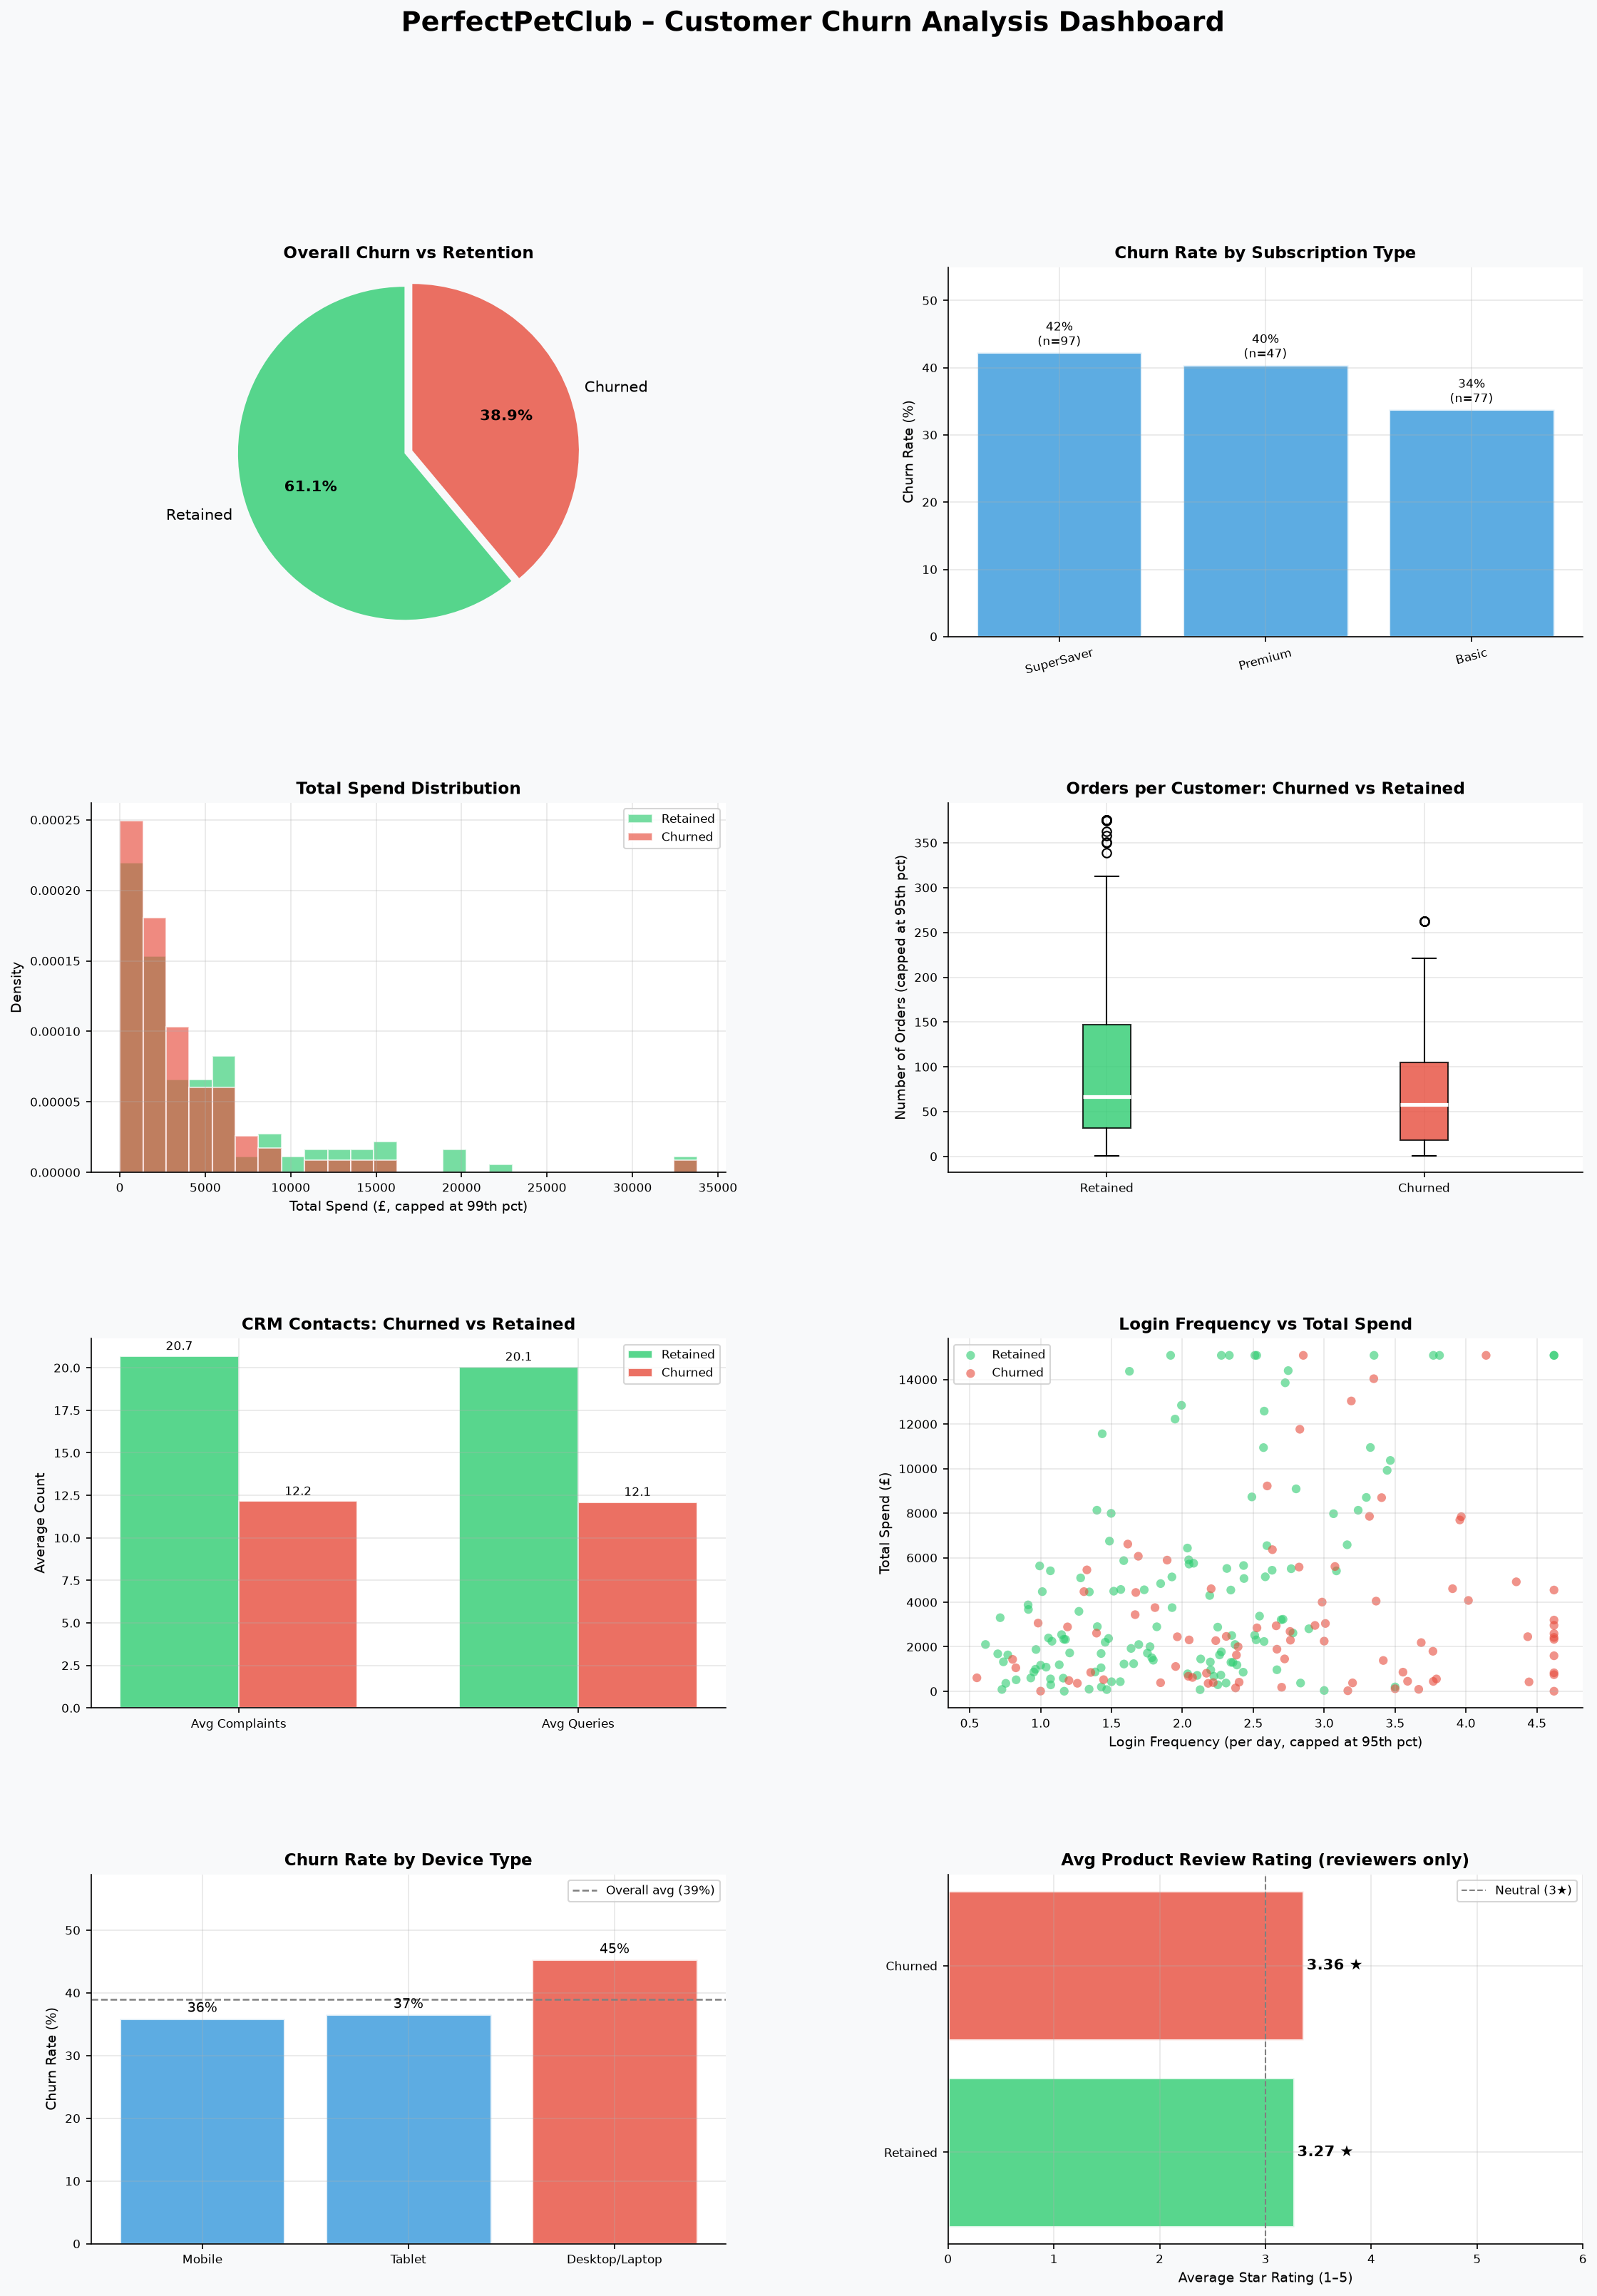 PerfectPetClub – Customer Churn Analysis Dashboard
Overall Churn vs Retention
Churned
38.9%
61.1%
Retained
Churn Rate by Subscription Type
Churn Rate (%)
50
40
30
20
10
0
42%
(n=97)
40%
(n=47)
34%
(n=77)
SuperSaver
Premium
Basic
Total Spend Distribution
Retained
Churned
Density
0.00025
0.00020
0.00015
0.00010
0.00005
0.00000
0 5000 10000 15000 20000 25000 30000 35000
Total Spend (£, capped at 99th pct)
Orders per Customer: Churned vs Retained
Number of Orders (capped at 95th pct)
350
300
250
200
150
100
50
0
Retained Churned
CRM Contacts: Churned vs Retained
Retained
Churned
Average Count
20.0
17.5
15.0
12.5
10.0
7.5
5.0
2.5
0.0
20.7
12.2
20.1
12.1
Avg Complaints Avg Queries
Login Frequency vs Total Spend
Retained
Churned
Total Spend (£)
14000
12000
10000
8000
6000
4000
2000
0
0.5 1.0 1.5 2.0 2.5 3.0 3.5 4.0 4.5
Login Frequency (per day, capped at 95th pct)
Churn Rate by Device Type
Overall avg (39%)
Churn Rate (%)
50
40
30
20
10
0
36%
37%
45%
Mobile Tablet Desktop/Laptop
Avg Product Review Rating (reviewers only)
Neutral (3★)
Churned
3.36 ★
Retained
3.27 ★
0 1 2 3 4 5 6
Average Star Rating (1–5)